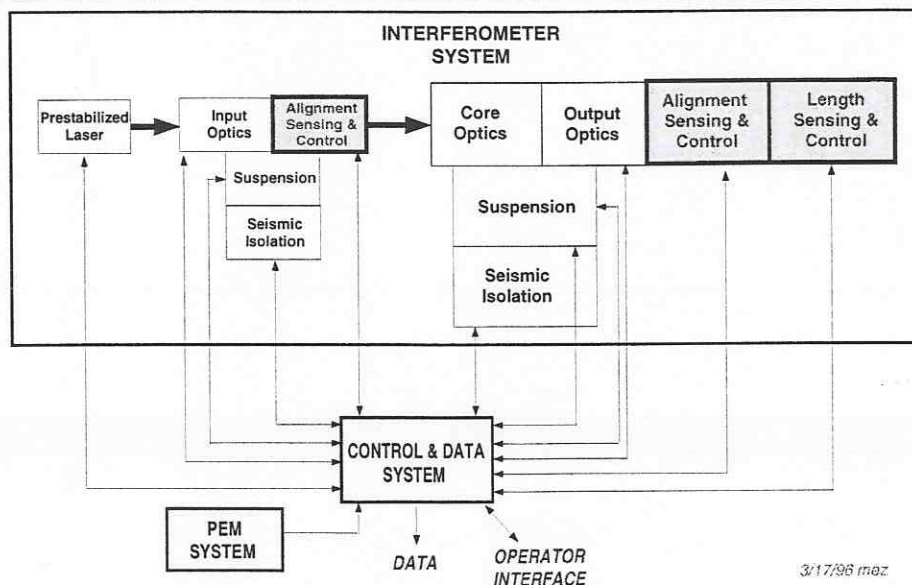 INTERFEROMETER
SYSTEM
Prestabilized
Laser
Input
Optics
Alignment
Sensing &
Control
Core
Optics
Output
Optics
Alignment
Sensing &
Control
Length
Sensing &
Control
Suspension
Seismic
Isolation
Suspension
Seismic
Isolation
CONTROL & DATA
SYSTEM
PEM
SYSTEM
DATA
OPERATOR
INTERFACE
3/17/96 mez